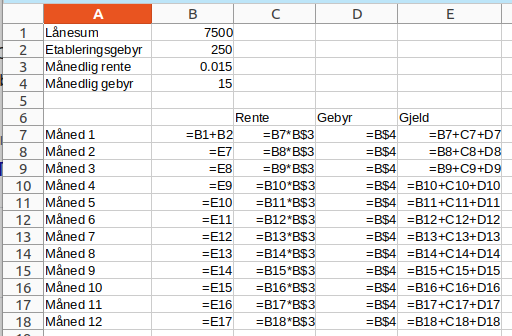 A B C D E
1 Lånesum 7500
2 Etableringsgebyr 250
3 Månedlig rente 0.015
4 Månedlig gebyr 15
5
6 Rente Gebyr Gjeld
7 Måned 1 =B1+B2 =B7*B$3 =B$4 =B7+C7+D7
8 Måned 2 =E7 =B8*B$3 =B$4 =B8+C8+D8
9 Måned 3 =E8 =B9*B$3 =B$4 =B9+C9+D9
10 Måned 4 =E9 =B10*B$3 =B$4 =B10+C10+D10
11 Måned 5 =E10 =B11*B$3 =B$4 =B11+C11+D11
12 Måned 6 =E11 =B12*B$3 =B$4 =B12+C12+D12
13 Måned 7 =E12 =B13*B$3 =B$4 =B13+C13+D13
14 Måned 8 =E13 =B14*B$3 =B$4 =B14+C14+D14
15 Måned 9 =E14 =B15*B$3 =B$4 =B15+C15+D15
16 Måned 10 =E15 =B16*B$3 =B$4 =B16+C16+D16
17 Måned 11 =E16 =B17*B$3 =B$4 =B17+C17+D17
18 Måned 12 =E17 =B18*B$3 =B$4 =B18+C18+D18